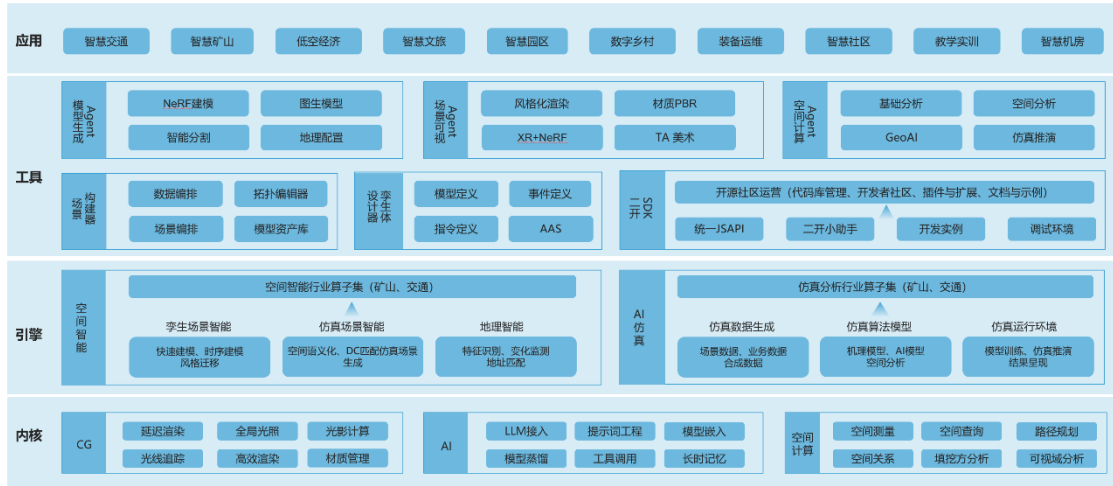 应用
智慧交通 智慧矿山 低空经济 智慧文旅 智慧园区 数字乡村 装备运维 智慧社区 教学实训 智慧机房
工具
模型生成
Agent
NeRF建模 图生模型
智能分割 地理配置
场景可视
Agent
风格化渲染 材质PBR
XR+NeRF TA 美术
空间计算
Agent
基础分析 空间分析
GeoAI 仿真推演
场景
构建器
数据编排 拓扑编辑器
场景编排 模型资产库
设计器
孪生体
模型定义 事件定义
指令定义 AAS
二开
SDK
开源社区运营（代码库管理、开发者社区、插件与扩展、文档与示例）
统一JSAPI 二开小助手 开发实例 调试环境
引擎
空间智能
空间智能行业算子集（矿山、交通）
孪生场景智能 仿真场景智能 地理智能
快速建模、时序建模
风格迁移
空间语义化、DC匹配仿真场景
生成
特征识别、变化监测
地址匹配
AI仿真
仿真分析行业算子集（矿山、交通）
仿真数据生成 仿真算法模型 仿真运行环境
场景数据、业务数据
合成数据
机理模型、AI模型
空间分析
模型训练、仿真推演
结果呈现
内核
CG
延迟渲染 全局光照 光影计算
光线追踪 高效渲染 材质管理
AI
LLM接入 提示词工程 模型嵌入
模型蒸馏 工具调用 长时记忆
空间
计算
空间测量 空间查询 路径规划
空间关系 填挖方分析 可视域分析